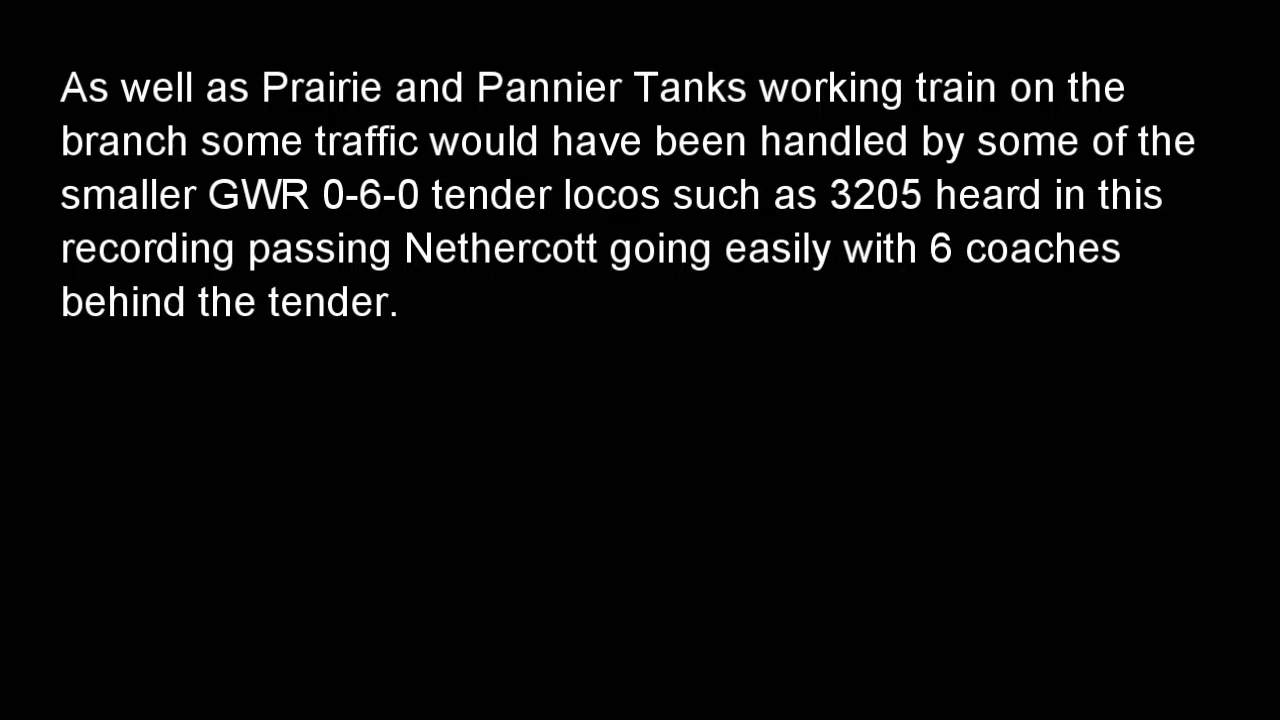 As well as Prairie and Pannier Tanks working train on the
branch some traffic would have been handled by some of the
smaller GWR 0-6-0 tender locos such as 3205 heard in this
recording passing Nethercott going easily with 6 coaches
behind the tender.